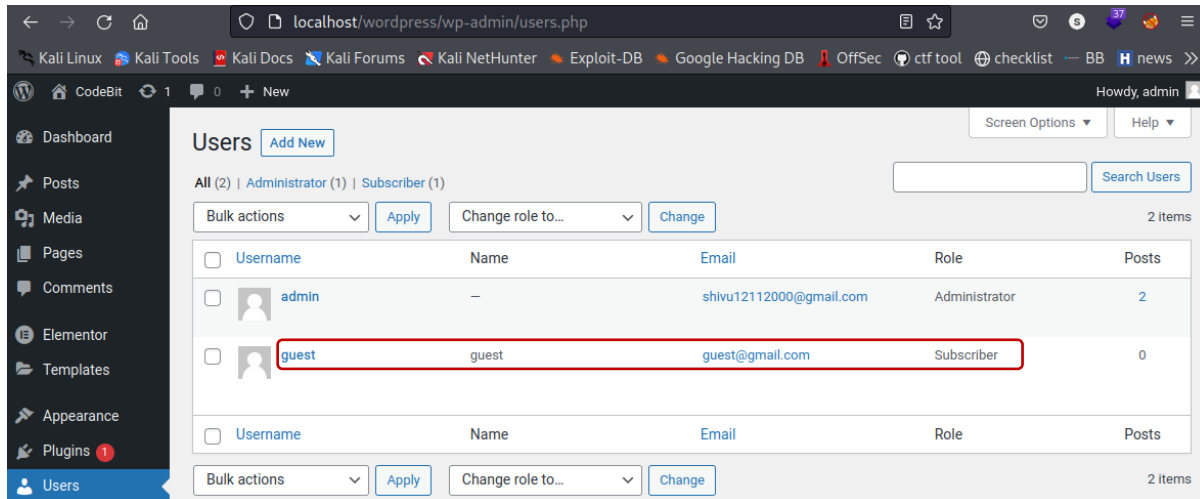 localhost/wordpress/wp-admin/users.php
S
37
Kali Linux Kali Tools Kali Docs Kali Forums Kali NetHunter Exploit-DB Google Hacking DB OffSec ctf tool checklist BB H news
CodeBit 1 0 New Howdy, admin
Screen Options Help
Dashboard
Posts
Media
Pages
Comments
Elementor
Templates
Appearance
Plugins 1
Users
Users Add New
All (2) | Administrator (1) | Subscriber (1)
Search Users
Bulk actions Apply Change role to... Change 2 items
Username Name Email Role Posts
admin — shivu12112000@gmail.com Administrator 2
guest guest guest@gmail.com Subscriber 0
Username Name Email Role Posts
Bulk actions Apply Change role to... Change 2 items